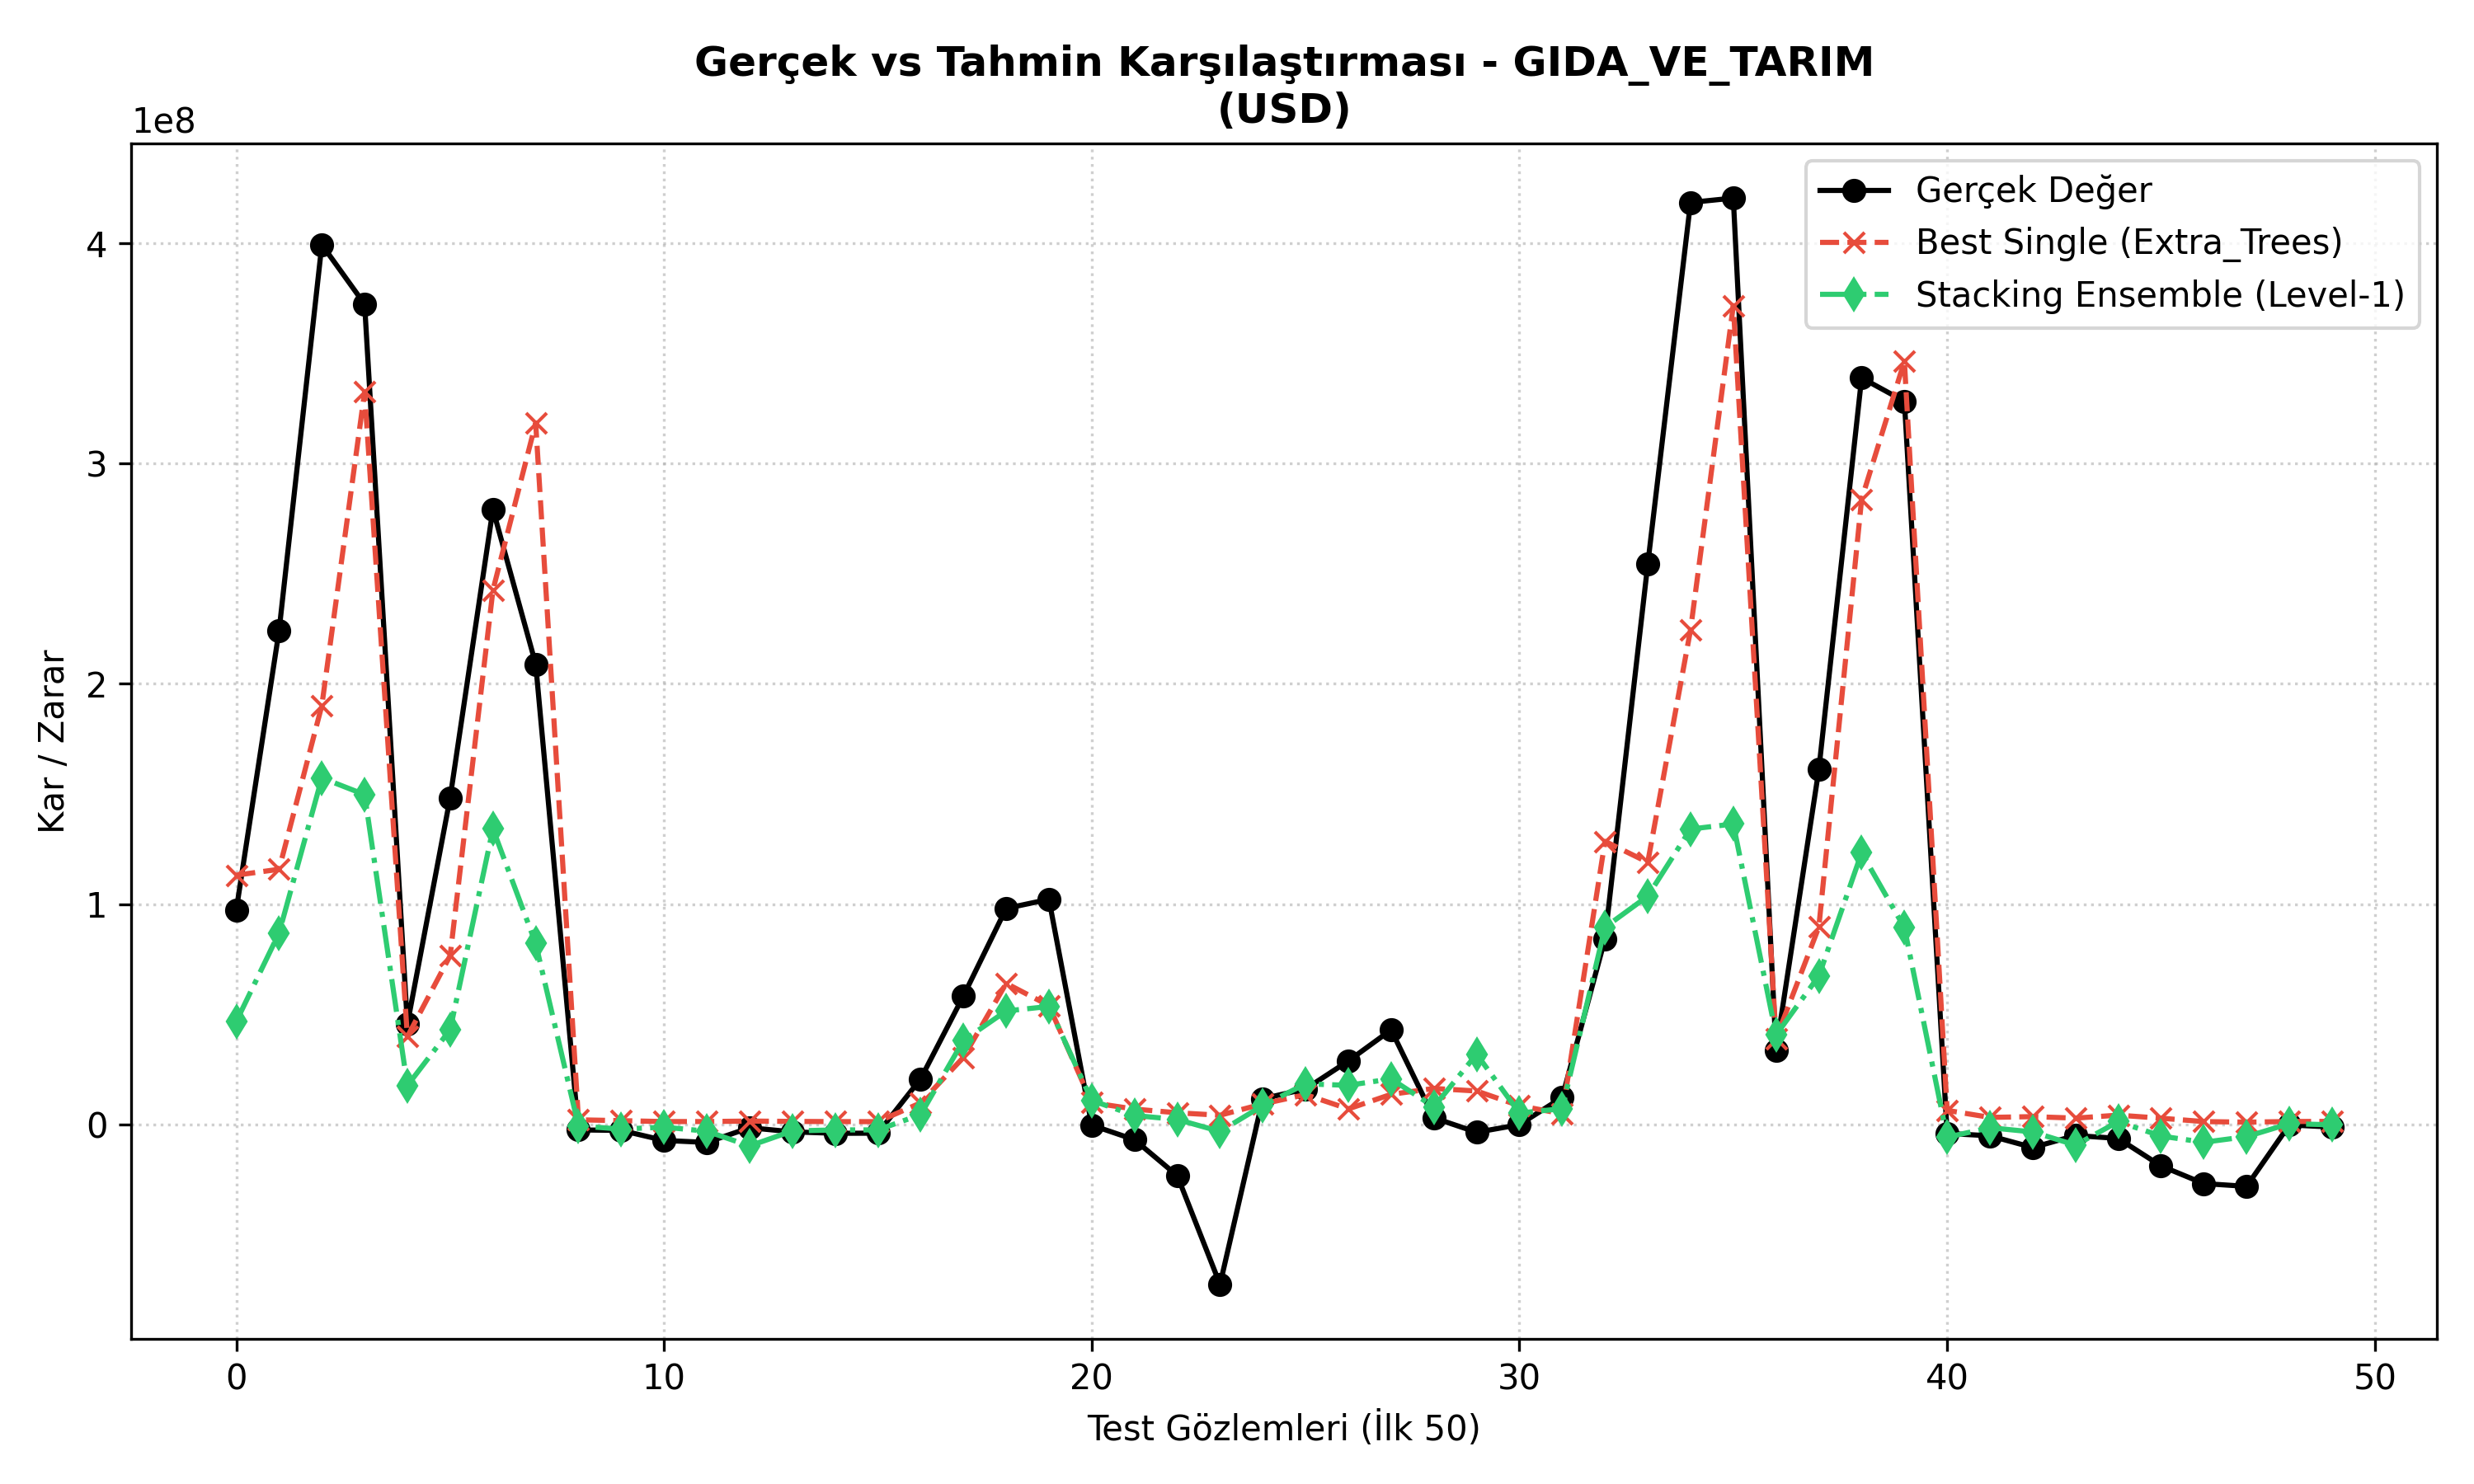 Gerçek vs Tahmin Karşılaştırması - GIDA_VE_TARIM
(USD)
1e8
Gerçek Değer
Best Single (Extra_Trees)
Stacking Ensemble (Level-1)
4
3
2
1
0
Kar / Zarar
0 10 20 30 40 50
Test Gözlemleri (İlk 50)